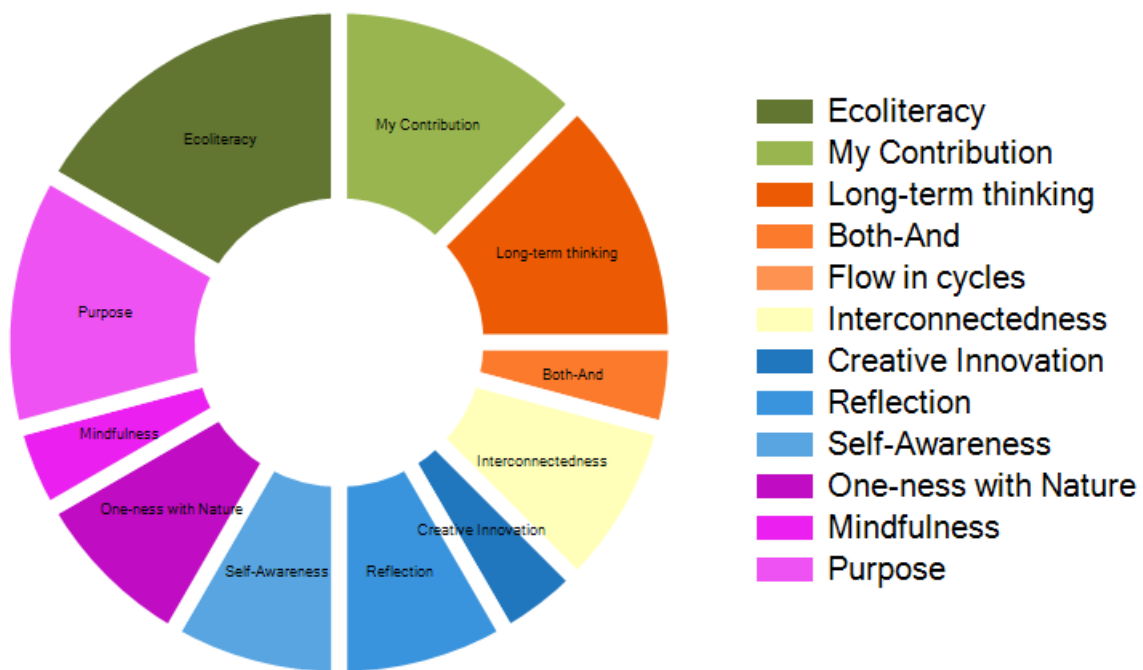 Ecoliteracy
My Contribution
Long-term thinking
Purpose
Both-And
Mindfulness
Interconnectedness
One-ness with Nature
Creative Innovation
Self-Awareness
Reflection
Ecoliteracy
My Contribution
Long-term thinking
Both-And
Flow in cycles
Interconnectedness
Creative Innovation
Reflection
Self-Awareness
One-ness with Nature
Mindfulness
Purpose